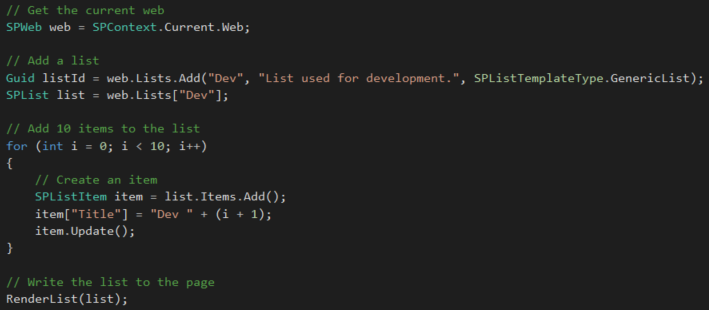 // Get the current web
SPWeb web = SPContext.Current.Web;

// Add a list
Guid listId = web.Lists.Add("Dev", "List used for development.", SPListTemplateType.GenericList);
SPList list = web.Lists["Dev"];

// Add 10 items to the list
for (int i = 0; i < 10; i++)
{
    // Create an item
    SPListItem item = list.Items.Add();
    item["Title"] = "Dev " + (i + 1);
    item.Update();
}

// Write the list to the page
RenderList(list);